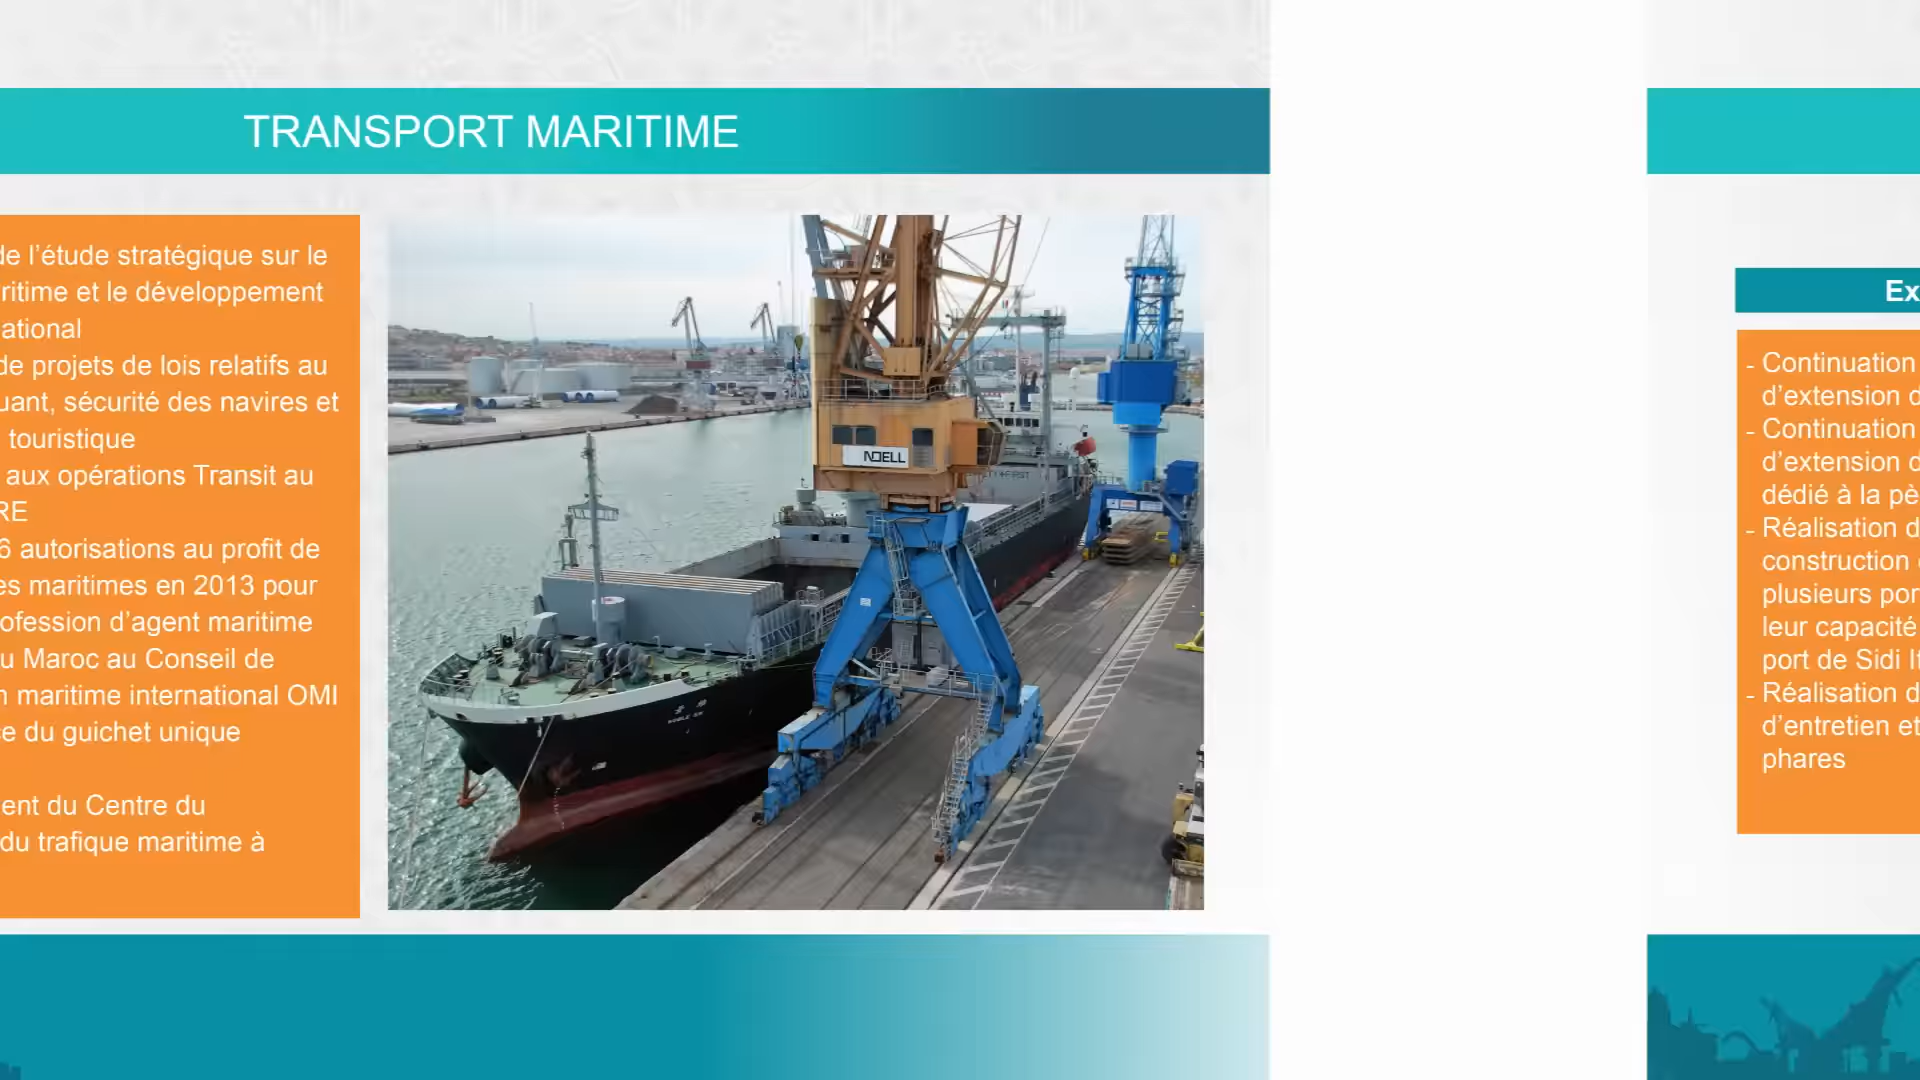 TRANSPORT MARITIME
de l’étude stratégique sur le
ritime et le développement
ational
de projets de lois relatifs au
uant, sécurité des navires et
touristique
aux opérations Transit au
RE
6 autorisations au profit de
es maritimes en 2013 pour
ofession d’agent maritime
u Maroc au Conseil de
n maritime international OMI
e du guichet unique
ent du Centre du
du trafique maritime à
NOELL
Ex
- Continuation
d’extension d
- Continuation
d’extension d
dédié à la pè
- Réalisation d
construction
plusieurs por
leur capacité
port de Sidi If
- Réalisation d
d’entretien et
phares